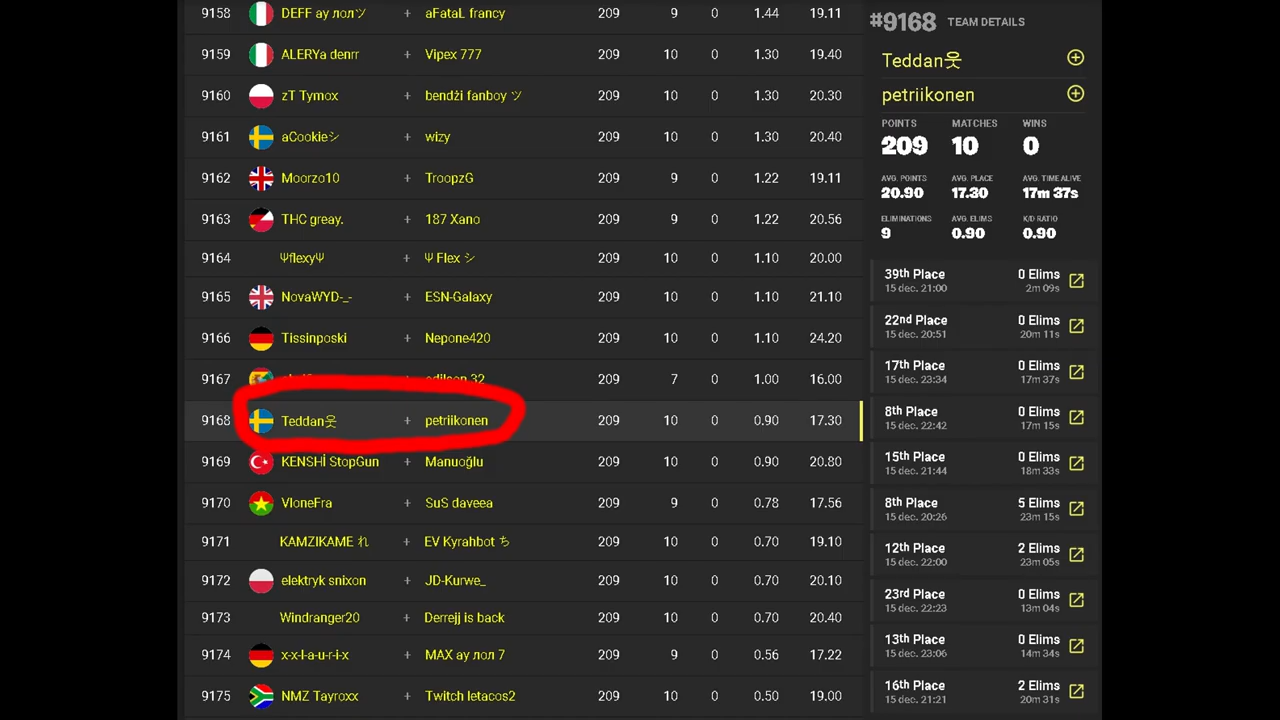 9158 DEFF ay лолツ + aFataL francy 209 9 0 1.44 19.11
9159 ALERYa denrr + Vipex 777 209 10 0 1.30 19.40
9160 zT Tymox + bendżi fanboy ツ 209 10 0 1.30 20.30
9161 aCookieシ + wizy 209 10 0 1.30 20.40
9162 Moorzo10 + TroopzG 209 9 0 1.22 19.11
9163 THC greay. + 187 Xano 209 9 0 1.22 20.56
9164 ΨflexyΨ + Ψ Flex シ 209 10 0 1.10 20.00
9165 NovaWYD-_- + ESN-Galaxy 209 10 0 1.10 21.10
9166 Tissinposki + Nepone420 209 10 0 1.10 24.20
9167 + edilson 32 209 7 0 1.00 16.00
9168 Teddan웃 + petriikonen 209 10 0 0.90 17.30
9169 KENSHİ StopGun + Manuoğlu 209 10 0 0.90 20.80
9170 VloneFra + SuS daveea 209 9 0 0.78 17.56
9171 KAMZIKAME れ + EV Kyrahbot ち 209 10 0 0.70 19.10
9172 elektryk snixon + JD-Kurwe_ 209 10 0 0.70 20.10
9173 Windranger20 + Derrejj is back 209 10 0 0.70 20.40
9174 x-x-l-a-u-r-i-x + MAX ay лол 7 209 9 0 0.56 17.22
9175 NMZ Tayroxx + Twitch letacos2 209 10 0 0.50 19.00
#9168 TEAM DETAILS
Teddan웃
petriikonen
POINTS MATCHES WINS
209 10 0
AVG. POINTS AVG. PLACE AVG. TIME ALIVE
20.90 17.30 17m 37s
ELIMINATIONS AVG. ELIMS K/D RATIO
9 0.90 0.90
39th Place 0 Elims
15 dec. 21:00 2m 09s
22nd Place 0 Elims
15 dec. 20:51 20m 11s
17th Place 0 Elims
15 dec. 23:34 17m 37s
8th Place 0 Elims
15 dec. 22:42 17m 15s
15th Place 0 Elims
15 dec. 21:44 18m 33s
8th Place 5 Elims
15 dec. 20:26 23m 15s
12th Place 2 Elims
15 dec. 22:00 23m 05s
23rd Place 0 Elims
15 dec. 22:23 13m 04s
13th Place 0 Elims
15 dec. 23:06 14m 34s
16th Place 2 Elims
15 dec. 21:21 20m 31s